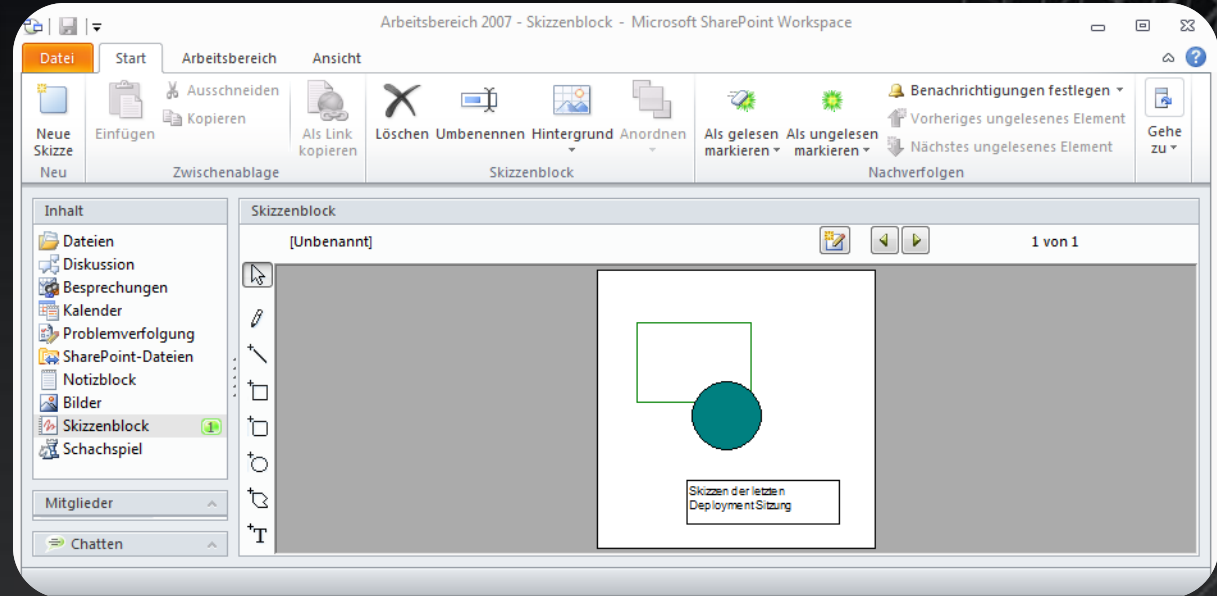 Arbeitsbereich 2007 - Skizzenblock - Microsoft SharePoint Workspace
Datei Start Arbeitsbereich Ansicht
Neue Skizze
Einfügen
Ausschneiden
Kopieren
Als Link kopieren
Löschen
Umbenennen
Hintergrund
Anordnen
Als gelesen markieren
Als ungelesen markieren
Benachrichtigungen festlegen
Vorheriges ungelesenes Element
Nächstes ungelesenes Element
Gehe zu
Neu Zwischenablage Skizzenblock Nachverfolgen
Inhalt
Dateien
Diskussion
Besprechungen
Kalender
Problemverfolgung
SharePoint-Dateien
Notizblock
Bilder
Skizzenblock 1
Schachspiel
Mitglieder
Chatten
Skizzenblock
[Unbenannt] 1 von 1
Skizzen der letzten
Deployment Sitzung